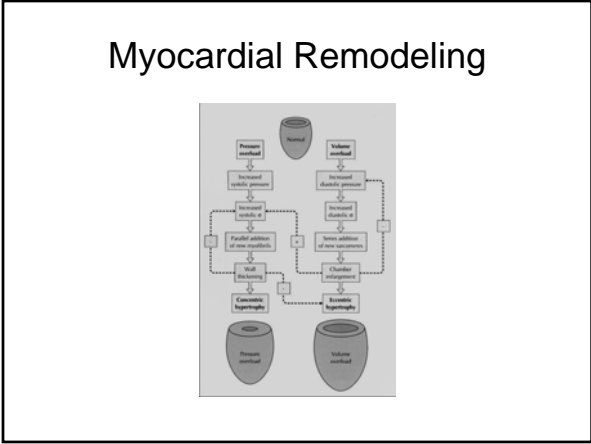 Myocardial Remodeling
Normal
Pressure
overload
Volume
overload
Increased
systolic pressure
Increased
diastolic pressure
Increased
systolic σ
Increased
diastolic σ
Parallel addition
of new myofibrils
Series addition
of new sarcomeres
Wall
thickening
Chamber
enlargement
Concentric
hypertrophy
Eccentric
hypertrophy
Pressure
overload
Volume
overload